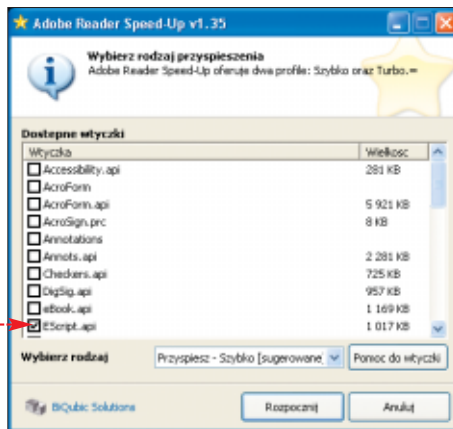 Adobe Reader Speed-Up v1.35
Wybierz rodzaj przyspieszenia
Adobe Reader Speed-Up oferuje dwa profile: Szybko oraz Turbo.=
Dostepne wtyczki
Wtyczka Wielkosc
Accessibility.api 281 KB
AcroForm
AcroForm.api 5 921 KB
AcroSign.prc 8 KB
Annotations
Annots.api 2 281 KB
Checkers.api 725 KB
DigSig.api 957 KB
eBook.api 1 169 KB
EScript.api 1 017 KB
Wybierz rodzaj Przyspiesz - Szybko [sugerowane] Pomoc do wtyczki
BiQubic Solutions Rozpocznij Anuluj